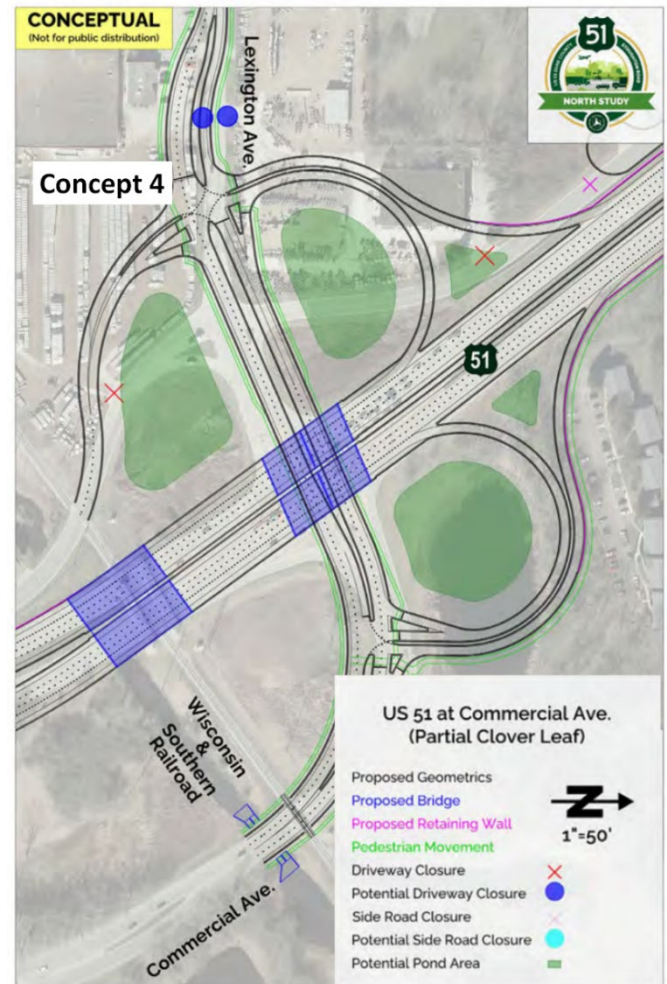 CONCEPTUAL
(Not for public distribution)
Lexington Ave.
51
NORTH STUDY
Concept 4
51
Wisconsin
&
Southern
Railroad
Commercial Ave.
US 51 at Commercial Ave.
(Partial Clover Leaf)
Proposed Geometrics
Proposed Bridge
Proposed Retaining Wall
Pedestrian Movement
Driveway Closure
Potential Driveway Closure
Side Road Closure
Potential Side Road Closure
Potential Pond Area
N
1"=50'